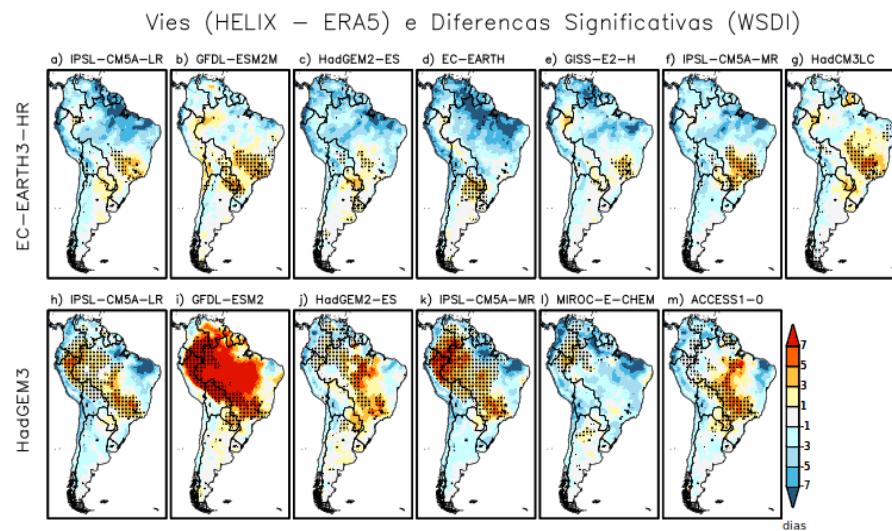 Vies (HELIX - ERA5) e Diferencas Significativas (WSDI)
a) IPSL-CM5A-LR b) GFDL-ESM2M c) HadGEM2-ES d) EC-EARTH e) GISS-E2-H f) IPSL-CM5A-MR g) HadCM3LC
EC-EARTH3-HR
h) IPSL-CM5A-LR i) GFDL-ESM2 j) HadGEM2-ES k) IPSL-CM5A-MR l) MIROC-E-CHEM m) ACCESS1-0
HadGEM3
7
5
3
1
-1
-3
-5
-7
dias